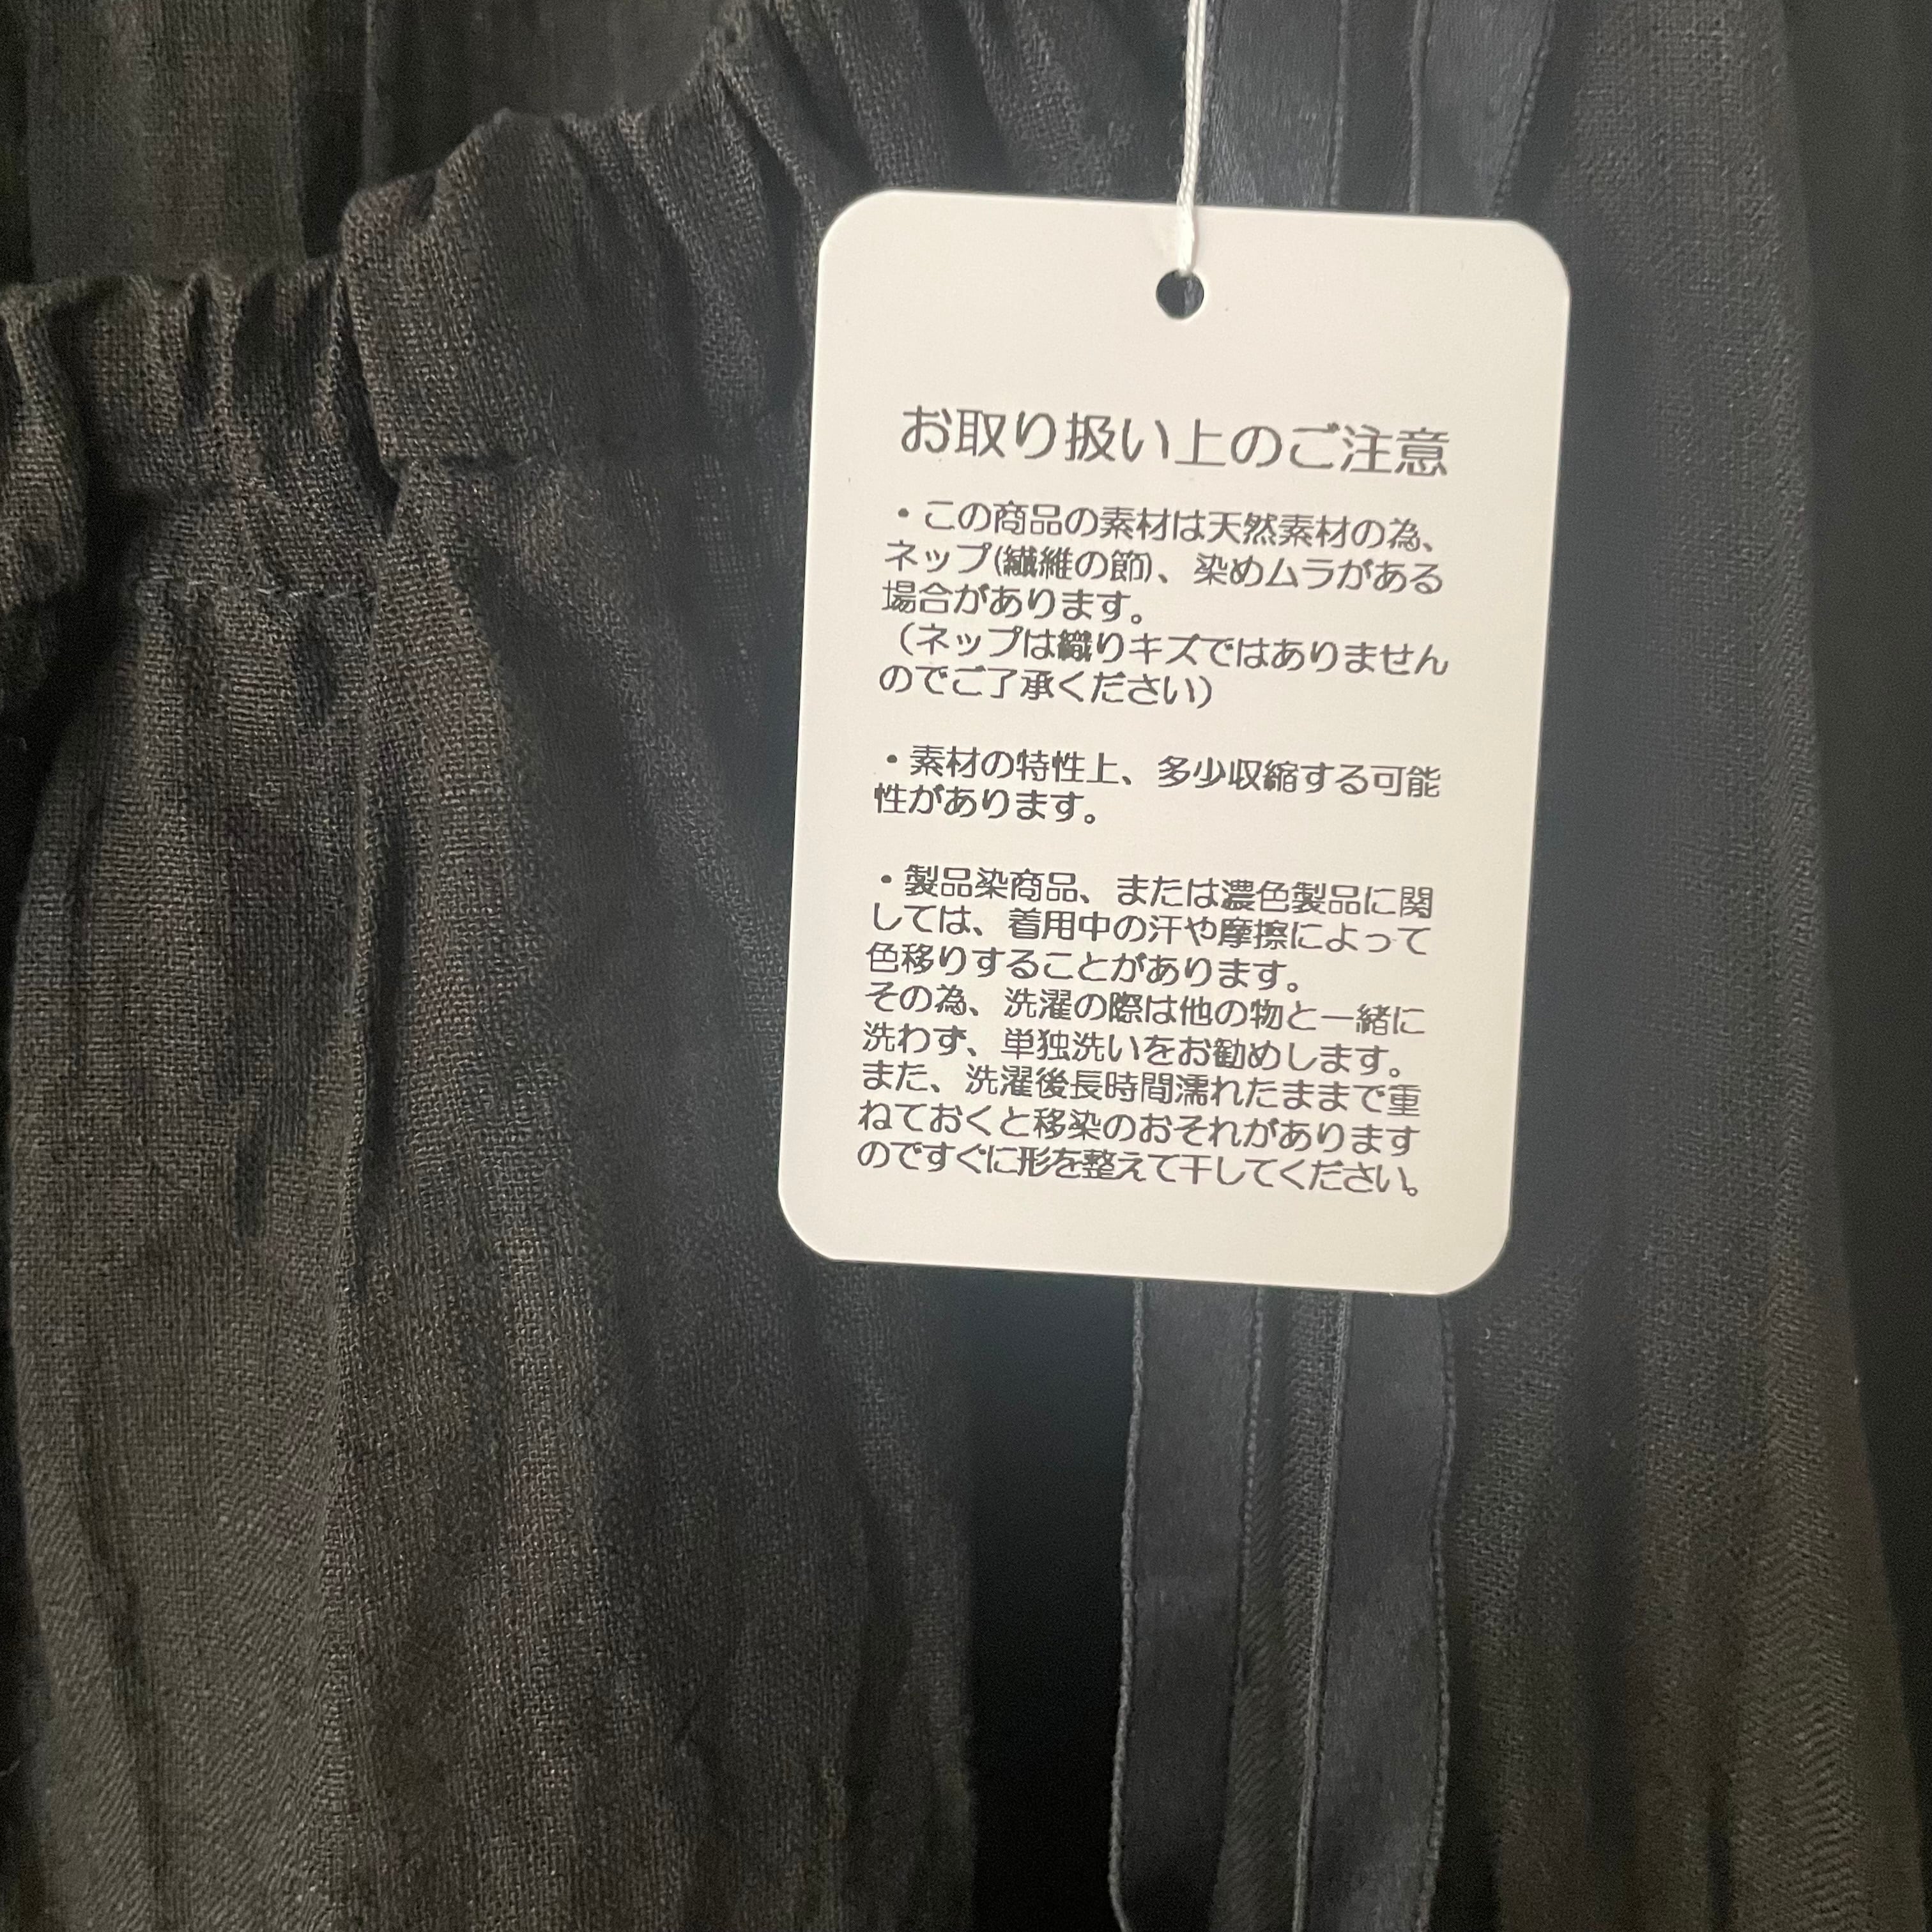 お取り扱い上のご注意
・この商品の素材は天然素材の為、
ネップ(繊維の節)、染めムラがある
場合があります。
（ネップは織りキズではありません
のでご了承ください）
・素材の特性上、多少収縮する可能
性があります。
・製品染商品、または濃色製品に関
しては、着用中の汗や摩擦によって
色移りすることがあります。
その為、洗濯の際は他の物と一緒に
洗わず、単独洗いをお勧めします。
また、洗濯後長時間濡れたままで重
ねておくと移染のおそれがあります
のですぐに形を整えて干してください。